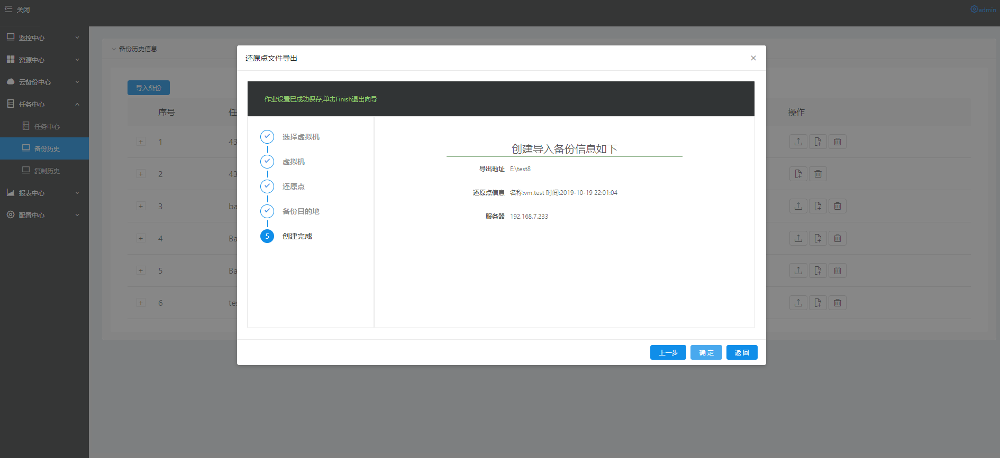 关闭
admin
监控中心
资源中心
云备份中心
任务中心
任务中心
备份历史
复制历史
报表中心
配置中心
备份历史信息
导入备份
序号 任 操作
1 43
2 43
3 ba
4 Ba
5 Ba
6 tes
还原点文件导出
作业设置已成功保存,单击Finish退出向导
选择虚拟机
虚拟机
还原点
备份目的地
5 创建完成
创建导入备份信息如下
导出地址 E:\test8
还原点信息 名称:vm.test 时间:2019-10-19 22:01:04
服务器 192.168.7.233
上一步 确 定 返 回